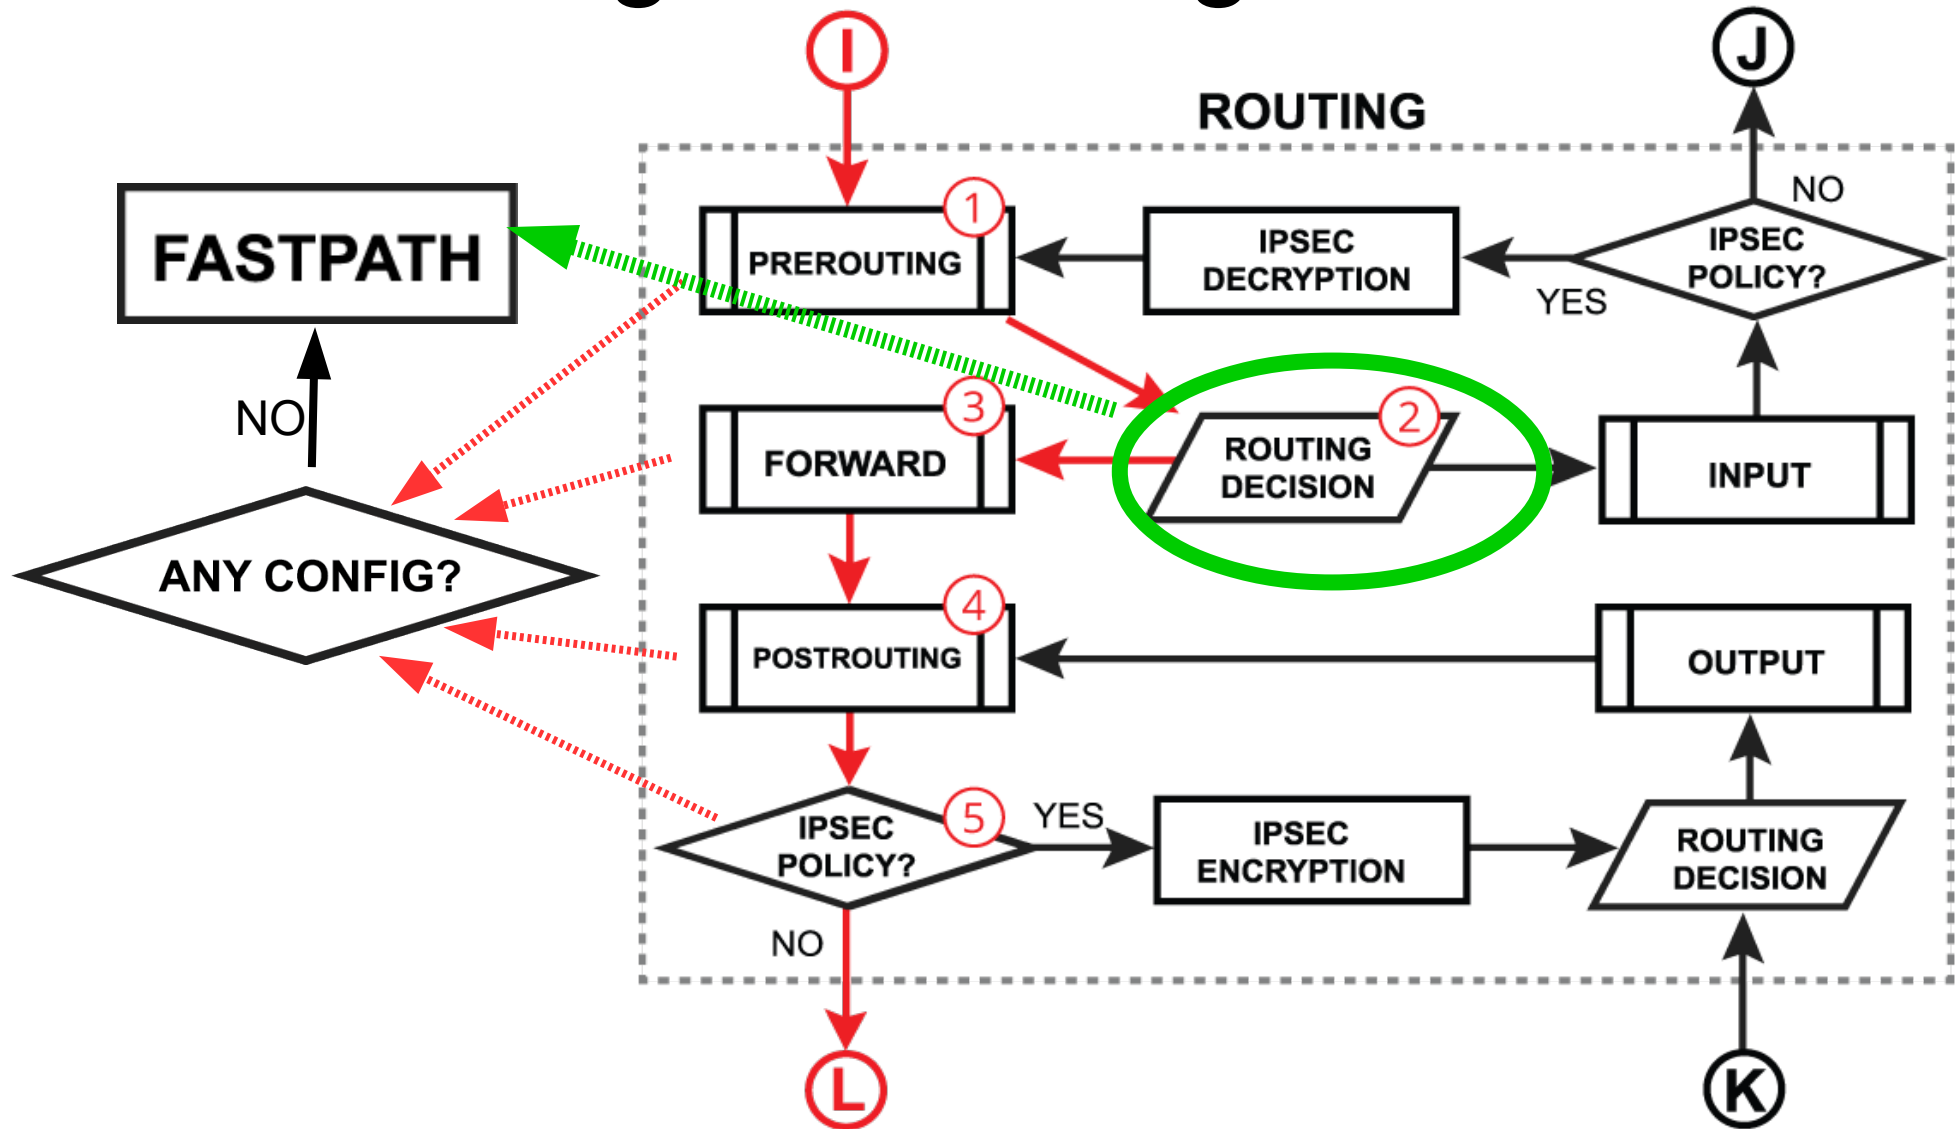 I
J
ROUTING
NO
1
FASTPATH
PREROUTING
IPSEC
DECRYPTION
IPSEC
POLICY?
YES
NO
3
FORWARD
2
ROUTING
DECISION
INPUT
ANY CONFIG?
4
POSTROUTING
OUTPUT
5
IPSEC
POLICY?
YES
IPSEC
ENCRYPTION
ROUTING
DECISION
NO
L
K